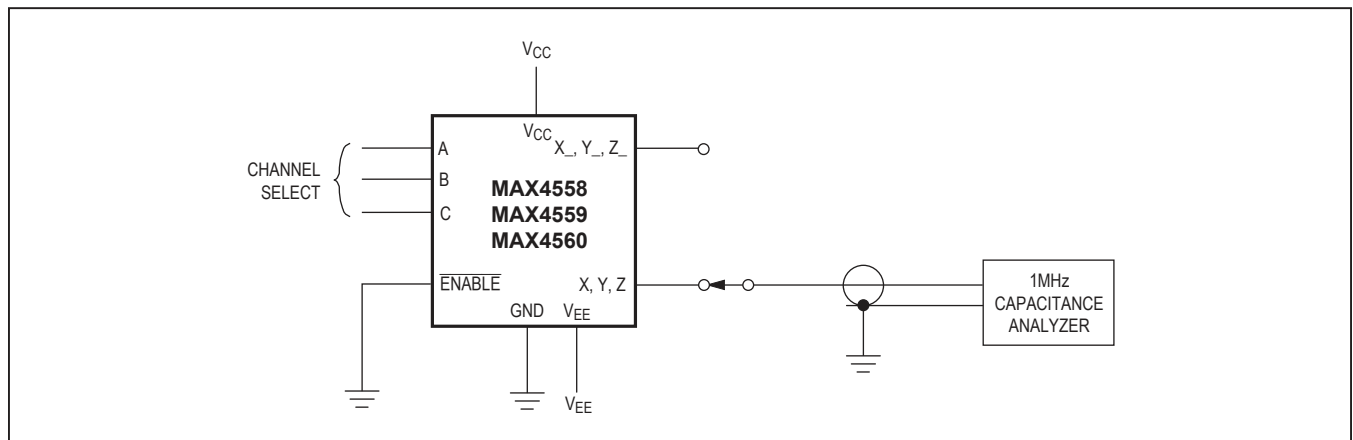 VCC
VCC
A
X_, Y_, Z_
CHANNEL
SELECT
B
MAX4558
MAX4559
C
MAX4560
ENABLE
X, Y, Z
1MHz
CAPACITANCE
ANALYZER
GND
VEE
VEE